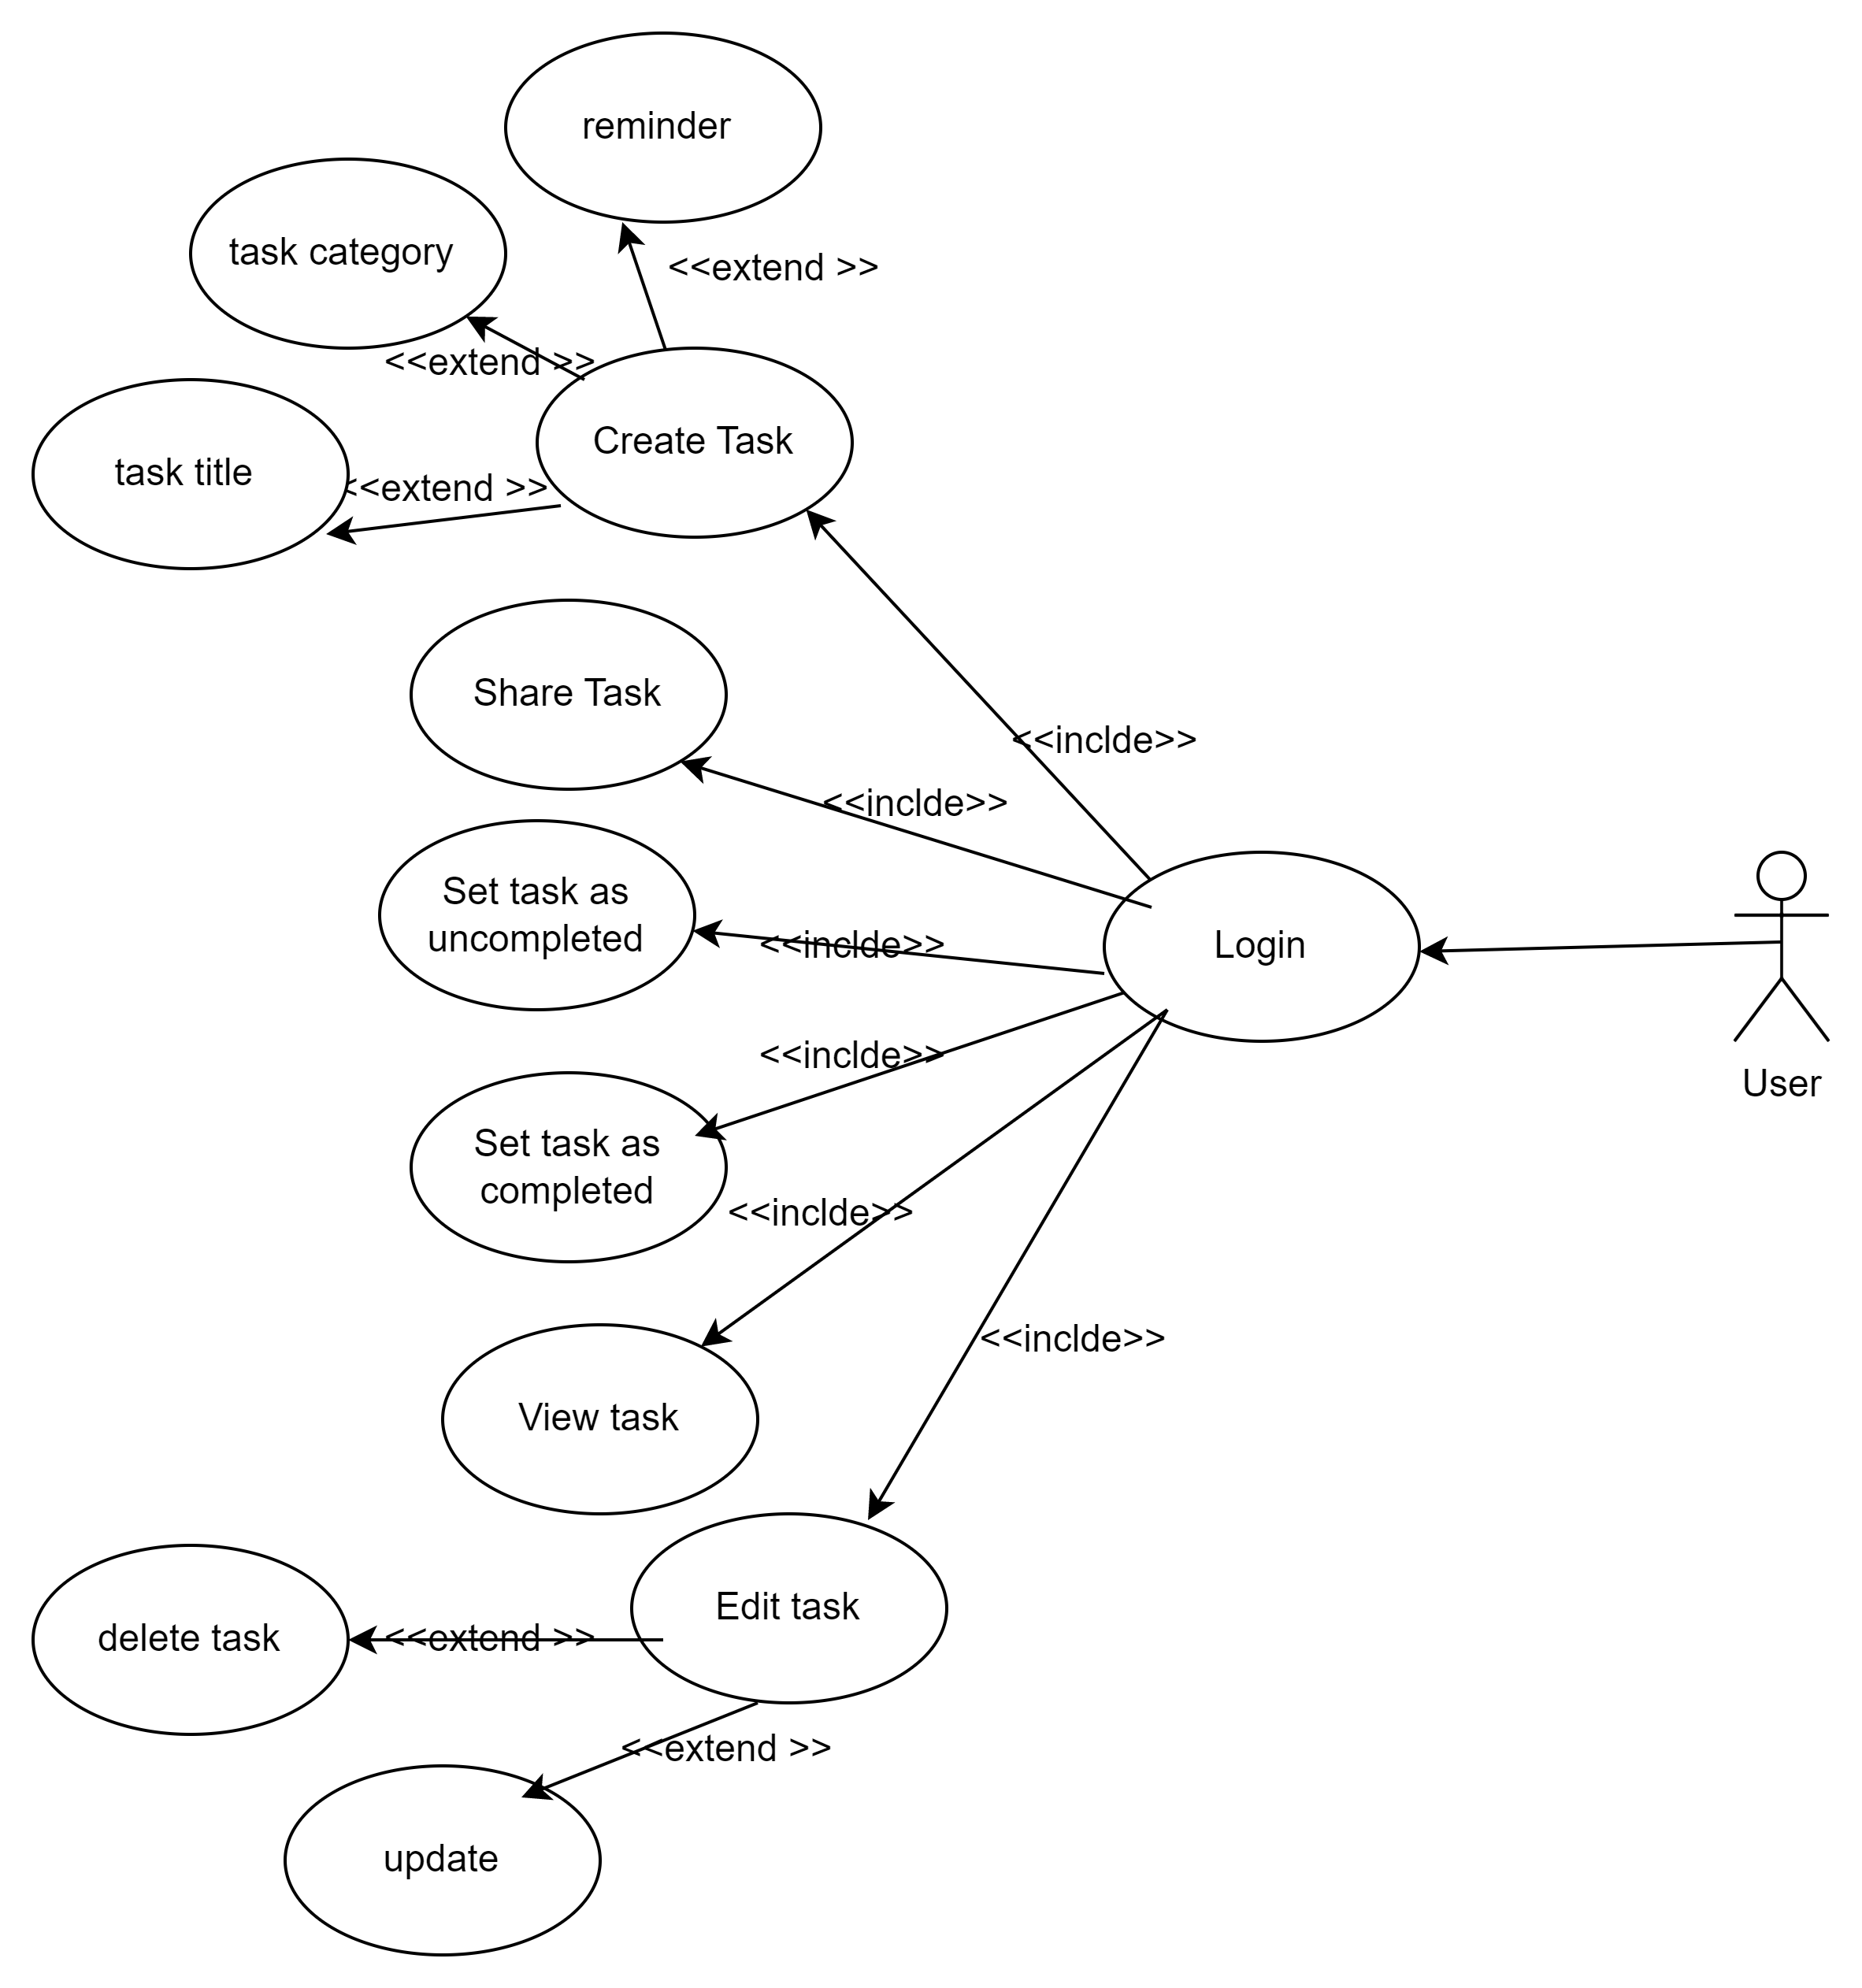 reminder
task category
<<extend >>
<<extend >>
Create Task
task title
<<extend >>
Share Task
<<inclde>>
<<inclde>>
Set task as
uncompleted
<<inclde>>
Login
<<inclde>>
User
Set task as
completed
<<inclde>>
<<inclde>>
View task
Edit task
delete task
<<extend >>
<<extend >>
update